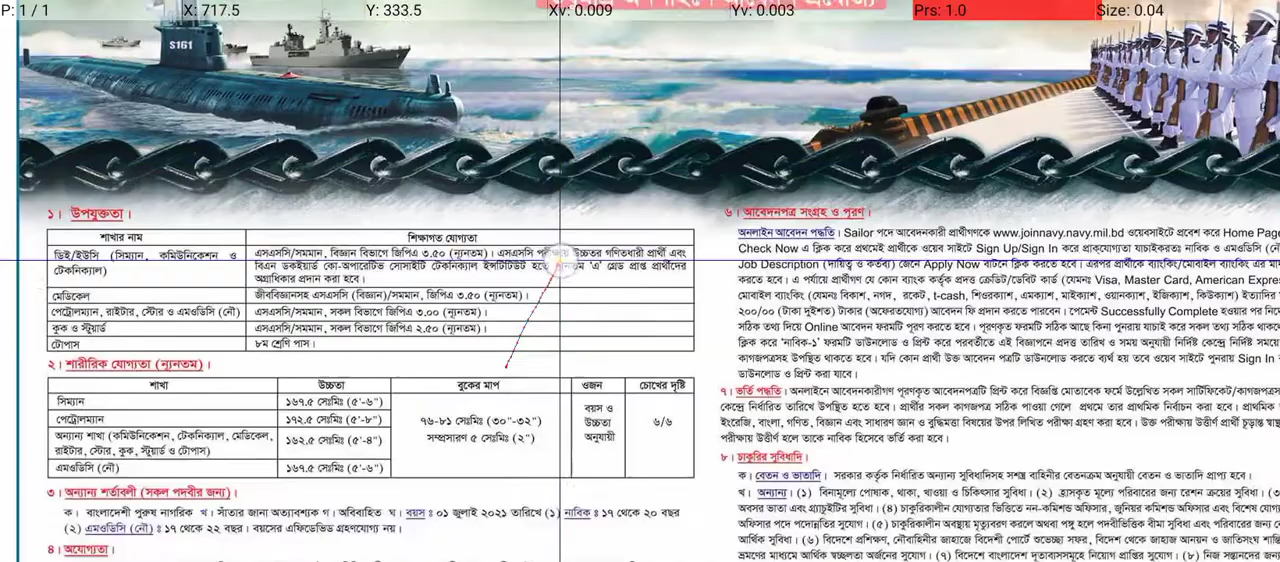 P: 1 / 1
X: 717.5
Y: 333.5
Xv: 0.009
Yv: 0.003
Prs: 1.0
Size: 0.04
S161
১। উপযুক্ততা।
শাখার নাম
শিক্ষাগত যোগ্যতা
ডিই/ইউসি (সিম্যান, কমিউনিকেশন ও
টেকনিক্যাল)
এসএসসি/সমমান, বিজ্ঞান বিভাগে জিপিএ ৩.৫০ (ন্যূনতম)। এসএসসি পরীক্ষায় উচ্চতর গণিতধারী প্রার্থী এবং
বিএন ডকইয়ার্ড কো-অপারেটিভ সোসাইটি টেকনিক্যাল ইন্সটিটিউট হতে ন্যূনতম 'এ' গ্রেড প্রাপ্ত প্রার্থীদের
অগ্রাধিকার প্রদান করা হবে।
মেডিকেল
জীববিজ্ঞানসহ এসএসসি (বিজ্ঞান)/সমমান, জিপিএ ৩.৫০ (ন্যূনতম)।
পেট্রোলম্যান, রাইটার, স্টোর ও এমওডিসি (নৌ)
এসএসসি/সমমান, সকল বিভাগে জিপিএ ৩.০০ (ন্যূনতম)।
কুক ও স্টুয়ার্ড
এসএসসি/সমমান, সকল বিভাগে জিপিএ ২.৫০ (ন্যূনতম)।
টোপাস
৮ম শ্রেণি পাস।
২। শারীরিক যোগ্যতা (ন্যূনতম)।
শাখা
উচ্চতা
বুকের মাপ
ওজন
চোখের দৃষ্টি
সিম্যান
১৬৭.৫ সেঃমিঃ (৫'-৬")
পেট্রোলম্যান
১৭২.৫ সেঃমিঃ (৫'-৮")
অন্যান্য শাখা (কমিউনিকেশন, টেকনিক্যাল, মেডিকেল,
রাইটার, স্টোর, কুক, স্টুয়ার্ড ও টোপাস)
১৬২.৫ সেঃমিঃ (৫'-৪")
এমওডিসি (নৌ)
১৬৭.৫ সেঃমিঃ (৫'-৬")
৭৬-৮১ সেঃমিঃ (৩০"-৩২")
সম্প্রসারণ ৫ সেঃমিঃ (২")
বয়স ও
উচ্চতা
অনুযায়ী
৬/৬
৩। অন্যান্য শর্তাবলী (সকল পদবীর জন্য)।
ক। বাংলাদেশী পুরুষ নাগরিক খ। সাঁতার জানা অত্যাবশ্যক গ। অবিবাহিত ঘ। বয়স ঃ ০১ জুলাই ২০২১ তারিখে (১) নাবিক ঃ ১৭ থেকে ২০ বছর
(২) এমওডিসি (নৌ) ঃ ১৭ থেকে ২২ বছর। বয়সের এফিডেভিড গ্রহণযোগ্য নয়।
৪। অযোগ্যতা।
৬। আবেদনপত্র সংগ্রহ ও পূরণ।
অনলাইন আবেদন পদ্ধতি। Sailor পদে আবেদনকারী প্রার্থীগণকে www.joinnavy.navy.mil.bd ওয়েবসাইটে প্রবেশ করে Home Page
Check Now এ ক্লিক করে প্রথমেই প্রার্থীকে ওয়েব সাইটে Sign Up/Sign In করে প্রাক্‌যোগ্যতা যাচাইকরতঃ নাবিক ও এমওডিসি (নৌ
Job Description (দায়িত্ব ও কর্তব্য) জেনে Apply Now বাটনে ক্লিক করতে হবে। এরপর প্রার্থীকে ব্যাংকিং/মোবাইল ব্যাংকিং এর
করতে হবে। এ পর্যায়ে প্রার্থীগণ যে কোন ব্যাংক কর্তৃক প্রদত্ত ক্রেডিট/ডেবিট কার্ড (যেমনঃ Visa, Master Card, American Expre
মোবাইল ব্যাংকিং (যেমনঃ বিকাশ, নগদ, রকেট, t-cash, শিওরক্যাশ, এমক্যাশ, মাইক্যাশ, ওয়ানক্যাশ, ইজিক্যাশ, কিউক্যাশ) ইত্যাদির
২০০/০০ (টাকা দুইশত) টাকার (অফেরতযোগ্য) আবেদন ফি প্রদান করতে পারবেন। পেমেন্ট Successfully Complete হওয়ার পর
সঠিক তথ্য দিয়ে Online আবেদন ফরমটি পূরণ করতে হবে। পূরণকৃত ফরমটি সঠিক আছে কিনা পুনরায় যাচাই করে সকল তথ্য সঠিক
ক্লিক করে 'নাবিক-১' ফরমটি ডাউনলোড ও প্রিন্ট করে পরবর্তীতে এই বিজ্ঞাপনে প্রদত্ত তারিখ ও সময় অনুযায়ী নির্দিষ্ট কেন্দ্রে নির্দিষ্ট সময়ে
কাগজপত্রসহ উপস্থিত থাকতে হবে। যদি কোন প্রার্থী উক্ত আবেদন পত্রটি ডাউনলোড করতে ব্যর্থ হয় তবে ওয়েব সাইটে পুনরায় Sign In
ডাউনলোড ও প্রিন্ট করা যাবে।
৭। ভর্তি পদ্ধতি। অনলাইনে আবেদনকারীগণ পূরণকৃত আবেদনপত্রটি প্রিন্ট করে বিজ্ঞপ্তি মোতাবেক ফর্মে উল্লেখিত সকল সার্টিফিকেট/কাগজপত্রস
কেন্দ্রে নির্ধারিত তারিখে উপস্থিত হতে হবে। প্রার্থীর সকল কাগজপত্র সঠিক পাওয়া গেলে প্রথমে তার প্রাথমিক নির্বাচন করা হবে। প্রাথমিক
ইংরেজি, বাংলা, গণিত, বিজ্ঞান এবং সাধারণ জ্ঞান ও বুদ্ধিমত্তা বিষয়ের উপর লিখিত পরীক্ষা গ্রহণ করা হবে। উক্ত পরীক্ষায় উত্তীর্ণ প্রার্থী চূড়ান্ত
পরীক্ষায় উত্তীর্ণ হলে তাকে নাবিক হিসেবে ভর্তি করা হবে।
৮। চাকুরির সুবিধাদি।
ক। বেতন ও ভাতাদি। সরকার কর্তৃক নির্ধারিত অন্যান্য সুবিধাদিসহ সশস্ত্র বাহিনীর বেতনক্রম অনুযায়ী বেতন ও ভাতাদি প্রাপ্য হবে।
খ। অন্যান্য। (১) বিনামূল্যে পোষাক, থাকা, খাওয়া ও চিকিৎসার সুবিধা। (২) হ্রাসকৃত মূল্যে পরিবারের জন্য রেশন ক্রয়ের সুবিধা।
অবসর ভাতা এবং গ্র্যাচুইটির সুবিধা। (৪) চাকুরিকালীন যোগ্যতার ভিত্তিতে নন-কমিশন্ড অফিসার, জুনিয়র কমিশন্ড অফিসার এবং বিশেষ
অফিসার পদে পদোন্নতির সুযোগ। (৫) চাকুরিকালীন অবস্থায় মৃত্যুবরণ করলে অথবা পঙ্গু হলে পদবীভিত্তিক বীমা সুবিধা এবং পরিবারের জন্য
আর্থিক সুবিধা। (৬) বিদেশে প্রশিক্ষণ, নৌবাহিনীর জাহাজে বিদেশী পোর্টে শুভেচ্ছা সফর, বিদেশ থেকে জাহাজ আনয়ন ও জাতিসংঘ
ভ্রমণের মাধ্যমে আর্থিক স্বচ্ছলতা অর্জনের সুযোগ। (৭) বিদেশে বাংলাদেশ দূতাবাসসমূহে নিয়োগ প্রাপ্তির সুযোগ। (৮) নিজ সন্তানদের